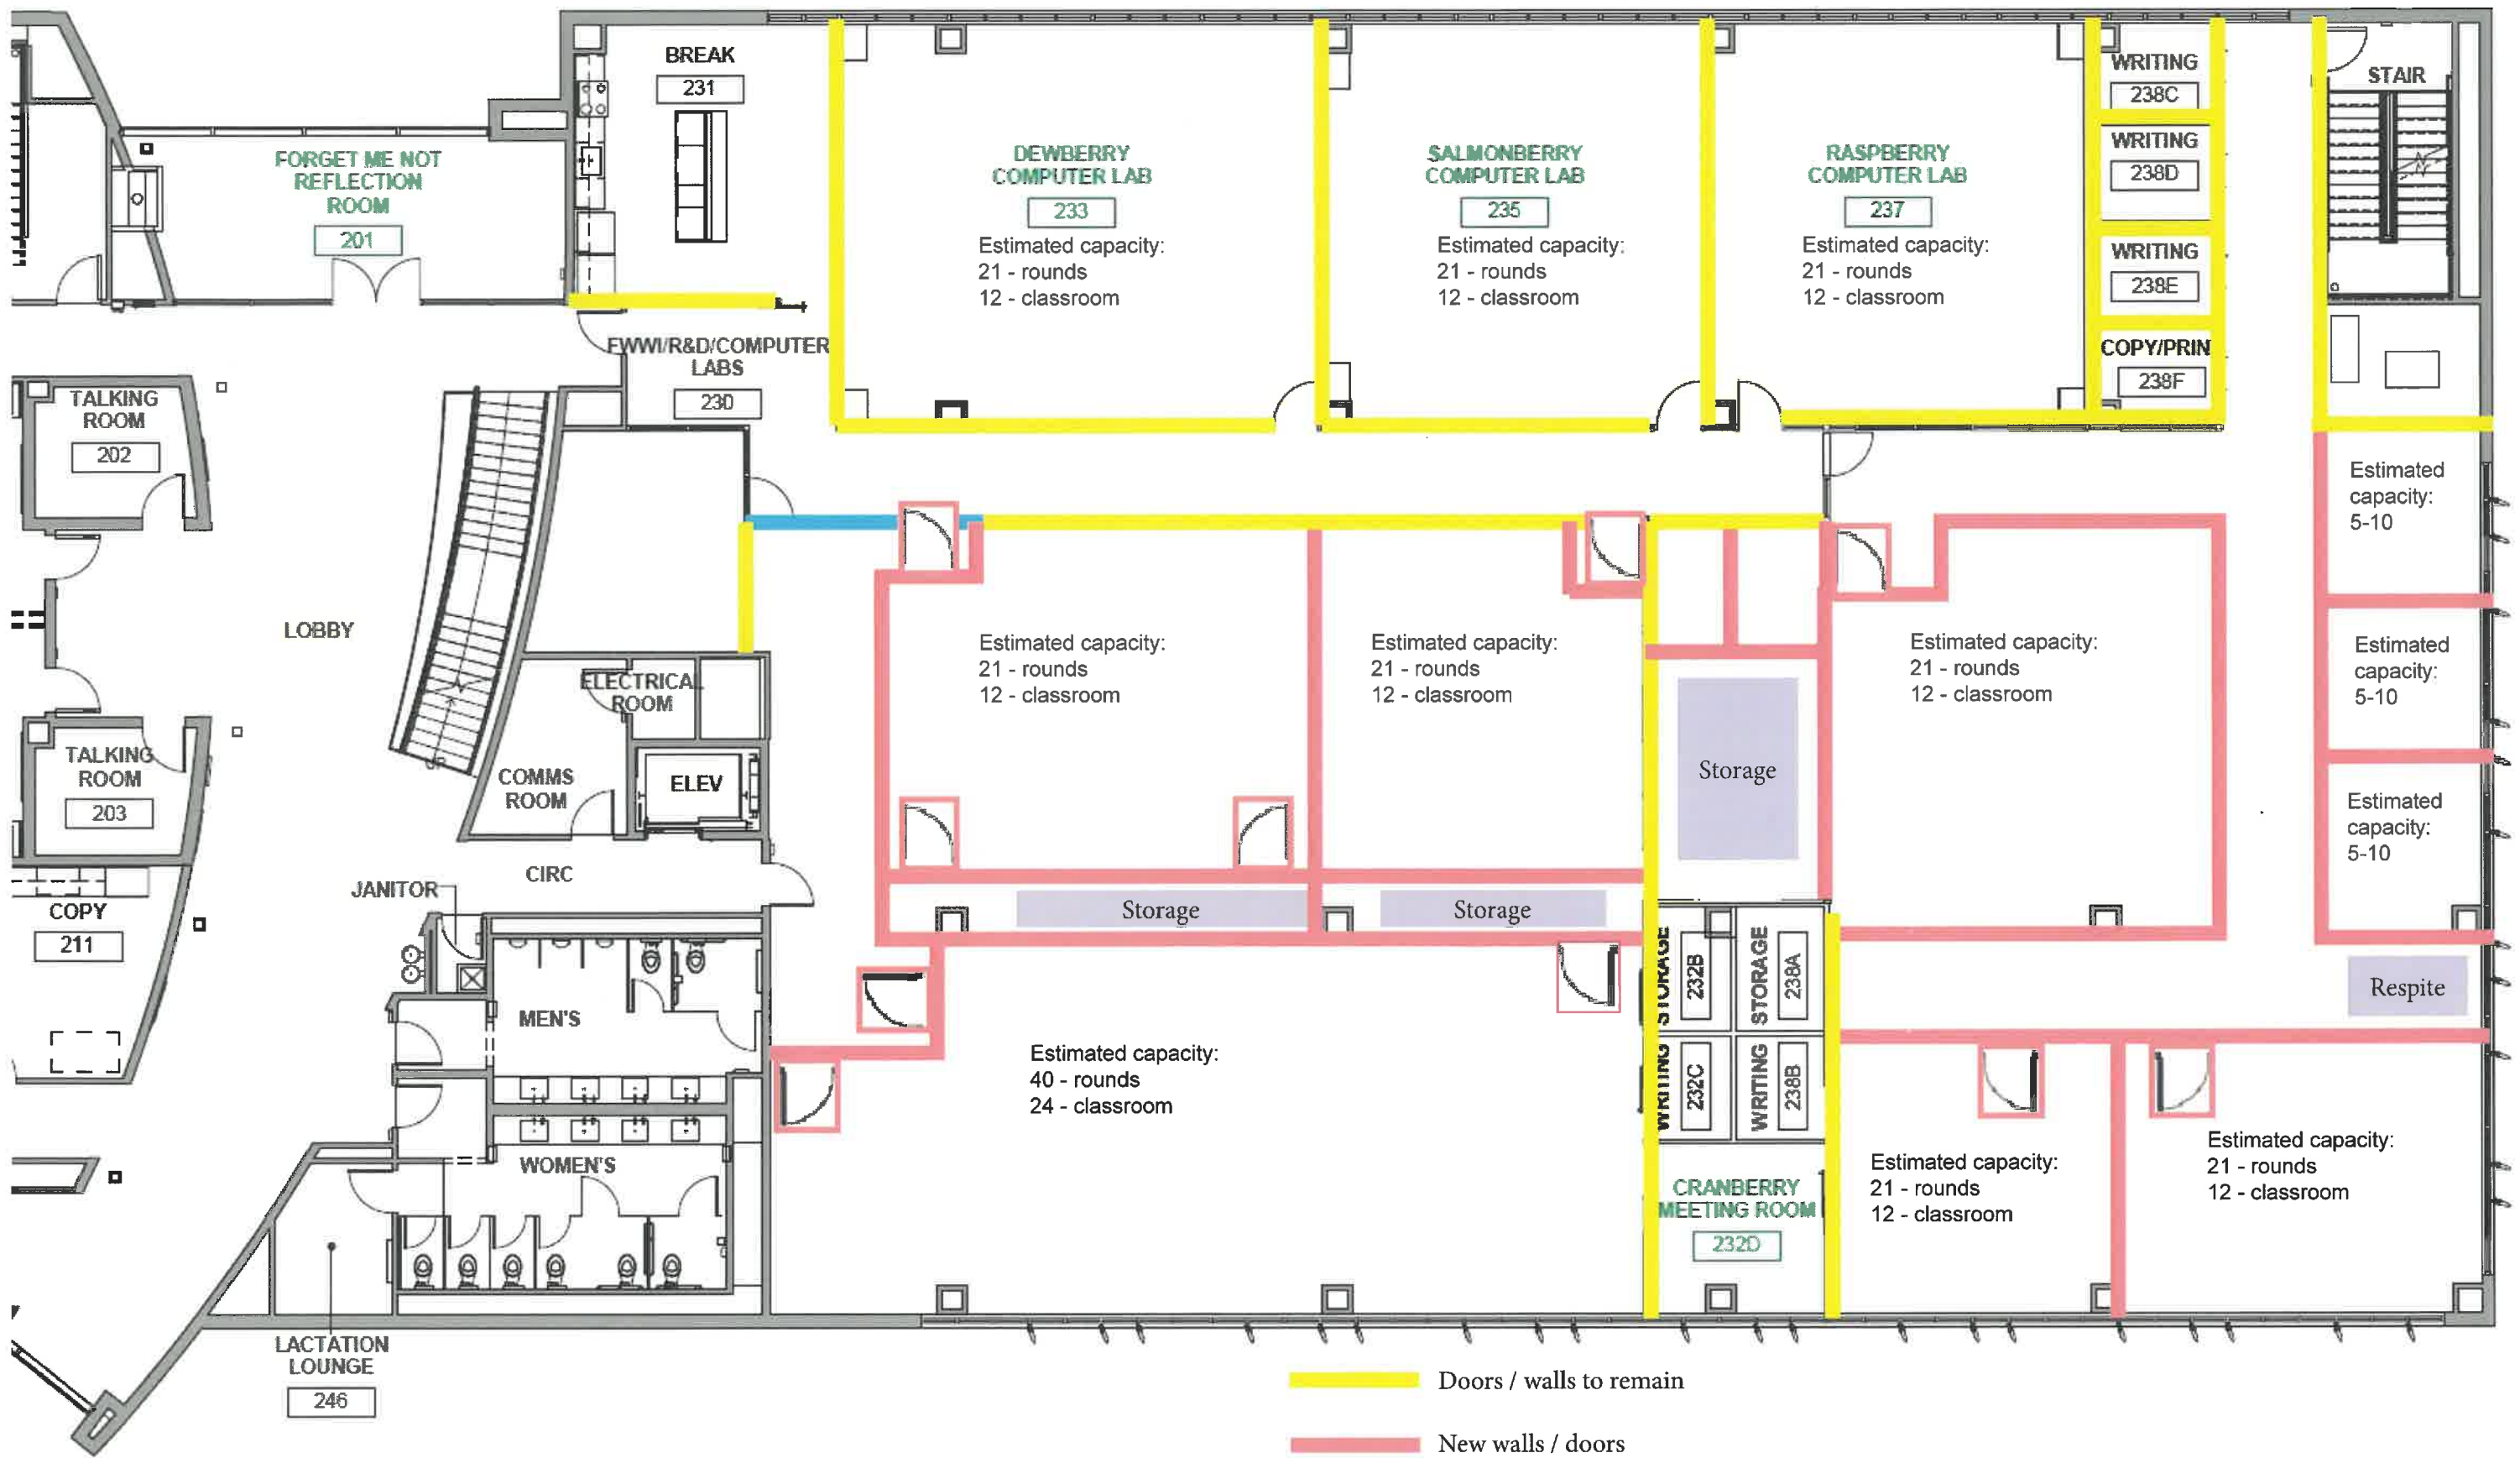 BREAK
231
STAIR
WRITING
238C
WRITING
238D
WRITING
238E
COPY/PRIN
238F
FORGET ME NOT
REFLECTION
ROOM
201
DEWBERRY
COMPUTER LAB
233
Estimated capacity:
21 - rounds
12 - classroom
SALMONBERRY
COMPUTER LAB
235
Estimated capacity:
21 - rounds
12 - classroom
RASPBERRY
COMPUTER LAB
237
Estimated capacity:
21 - rounds
12 - classroom
FWWI/R&D/COMPUTER
LABS
230
TALKING
ROOM
202
LOBBY
Estimated
capacity:
5-10
Estimated capacity:
21 - rounds
12 - classroom
Estimated capacity:
21 - rounds
12 - classroom
Estimated capacity:
21 - rounds
12 - classroom
Estimated
capacity:
5-10
ELECTRICAL
ROOM
UP
TALKING
ROOM
203
COMMS
ROOM
ELEV
Storage
Estimated
capacity:
5-10
CIRC
JANITOR
COPY
211
Storage
Storage
STORAGE
232B
STORAGE
238A
Respite
MEN'S
Estimated capacity:
40 - rounds
24 - classroom
WRITING
232C
WRITING
238B
WOMEN'S
CRANBERRY
MEETING ROOM
232D
Estimated capacity:
21 - rounds
12 - classroom
Estimated capacity:
21 - rounds
12 - classroom
LACTATION
LOUNGE
246
Doors / walls to remain
New walls / doors